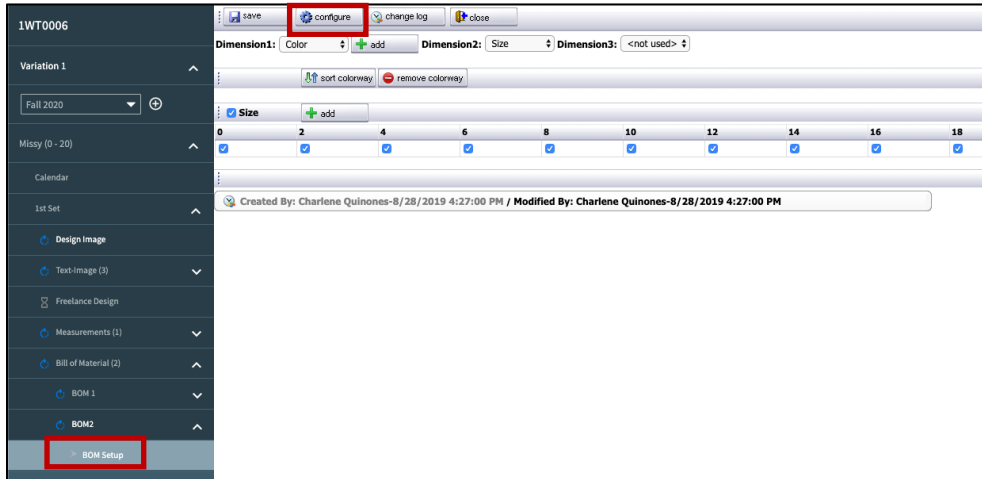 1WT0006
Variation 1
Fall 2020
Missy (0 - 20)
Calendar
1st Set
Design Image
Text-Image (3)
Freelance Design
Measurements (1)
Bill of Material (2)
BOM 1
BOM2
> BOM Setup
save configure change log close
Dimension1: Color add Dimension2: Size Dimension3: <not used>
sort colorway remove colorway
Size add
0 2 4 6 8 10 12 14 16 18
Created By: Charlene Quinones-8/28/2019 4:27:00 PM / Modified By: Charlene Quinones-8/28/2019 4:27:00 PM